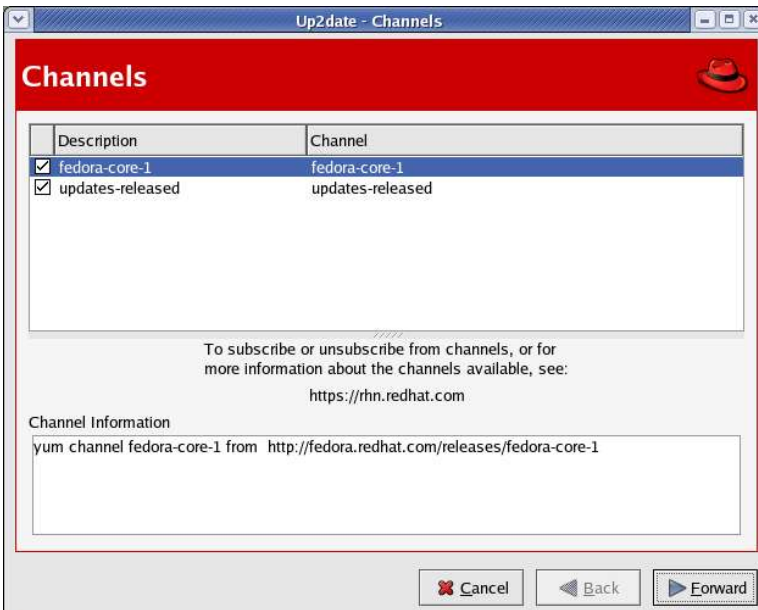 Up2date - Channels
Channels
Description Channel
fedora-core-1 fedora-core-1
updates-released updates-released
To subscribe or unsubscribe from channels, or for
more information about the channels available, see:
https://rhn.redhat.com
Channel Information
yum channel fedora-core-1 from http://fedora.redhat.com/releases/fedora-core-1
Cancel Back Forward